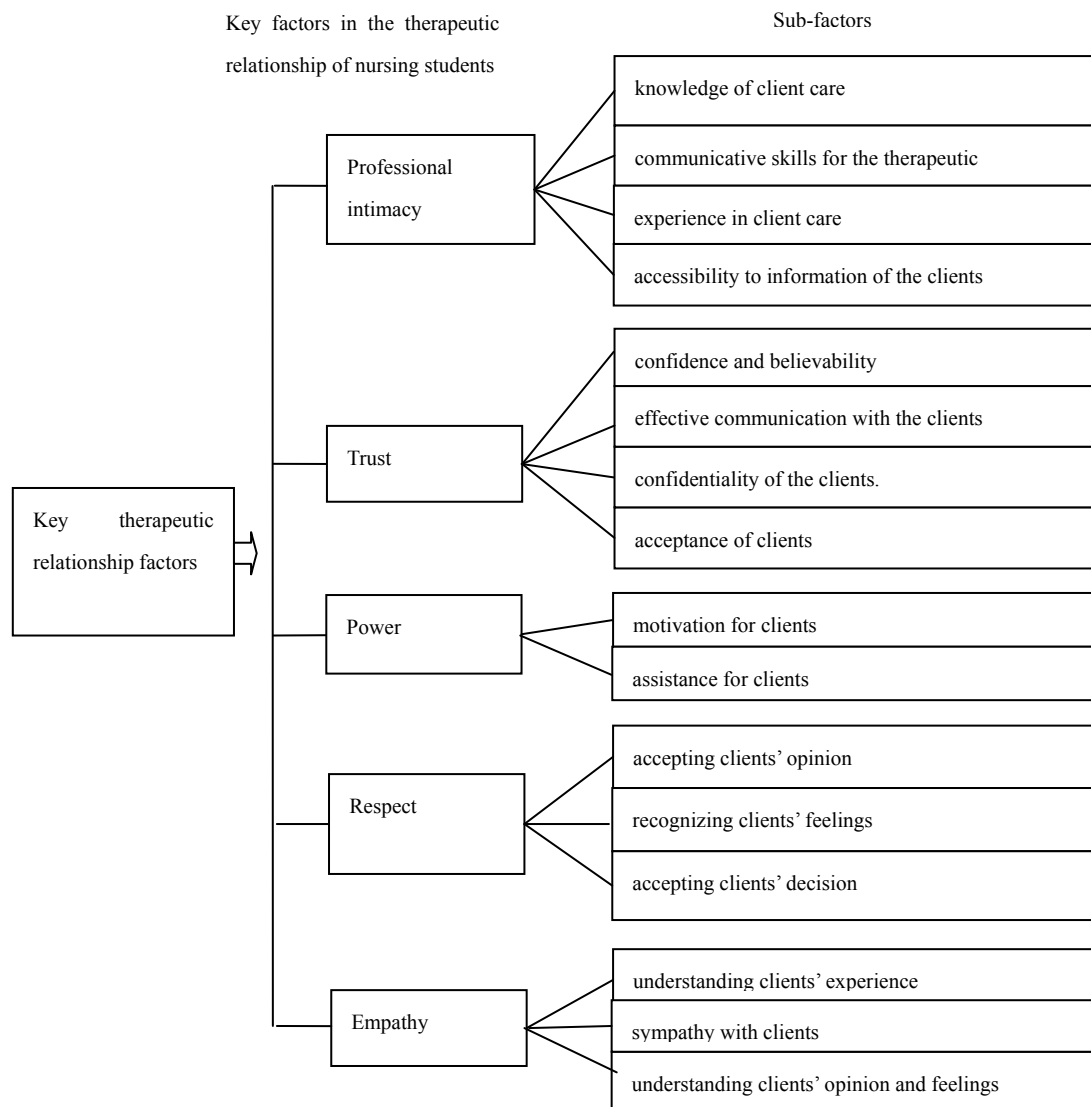 Key factors in the therapeutic
relationship of nursing students
Sub-factors
Key therapeutic
relationship factors
Professional
intimacy
knowledge of client care
communicative skills for the therapeutic
experience in client care
accessibility to information of the clients
Trust
confidence and believability
effective communication with the clients
confidentiality of the clients.
acceptance of clients
Power
motivation for clients
assistance for clients
Respect
accepting clients’ opinion
recognizing clients’ feelings
accepting clients’ decision
Empathy
understanding clients’ experience
sympathy with clients
understanding clients’ opinion and feelings